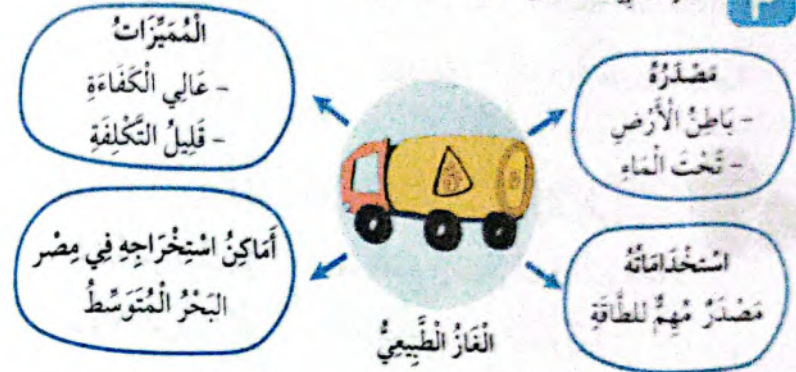 ٣
مَصْدَرُهُ
- بَاطِنُ الْأَرْضِ
- تَحْتَ الْمَاءِ
الْمُمَيِّزَاتُ
- عَالِي الْكَفَاءَةِ
- قَلِيلُ التَّكْلِفَةِ
اسْتِخْدَامَاتُهُ
مَصْدَرٌ مُهِمٌّ لِلطَّاقَةِ
أَمَاكِنُ اسْتِخْرَاجِهِ فِي مِصْر
الْبَحْرُ الْمُتَوَسِّطُ
الْغَازُ الطَّبِيعِيُّ